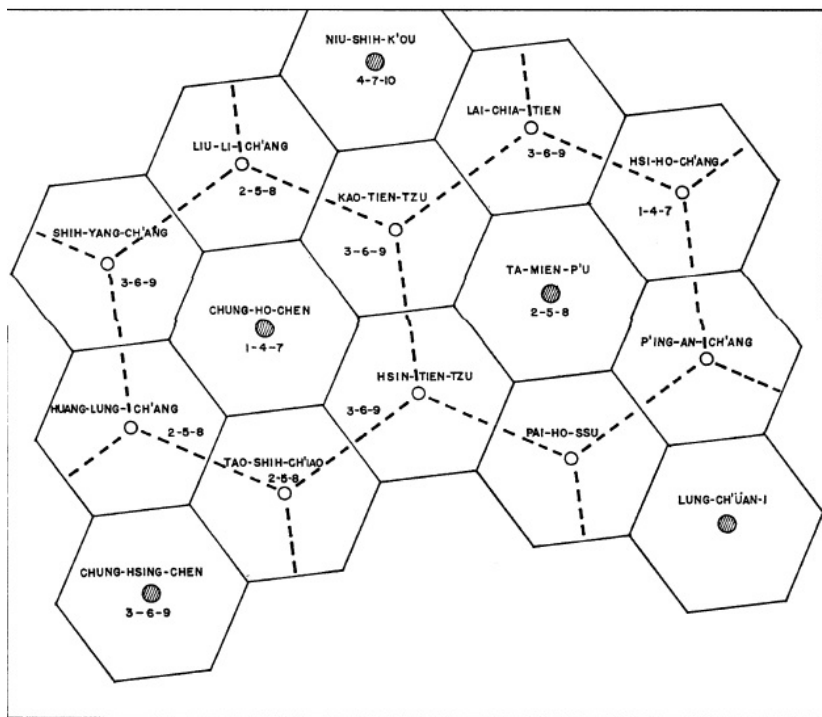 NIU-SHIH-K'OU
4-7-10
LAI-CHIA-TIEN
3-6-9
LIU-LI-CH'ANG
2-5-8
HSI-HO-CH'ANG
1-4-7
KAO-TIEN-TZU
3-6-9
SHIH-YANG-CH'ANG
3-6-9
TA-MIEN-P'U
2-5-8
CHUNG-HO-CHEN
1-4-7
P'ING-AN-CH'ANG
HSIN-TIEN-TZU
3-6-9
HUANG-LUNG-CH'ANG
2-5-8
PAI-HO-SSU
TAO-SHIH-CH'IAO
2-5-8
LUNG-CH'ÜAN-I
CHUNG-HSING-CHEN
3-6-9